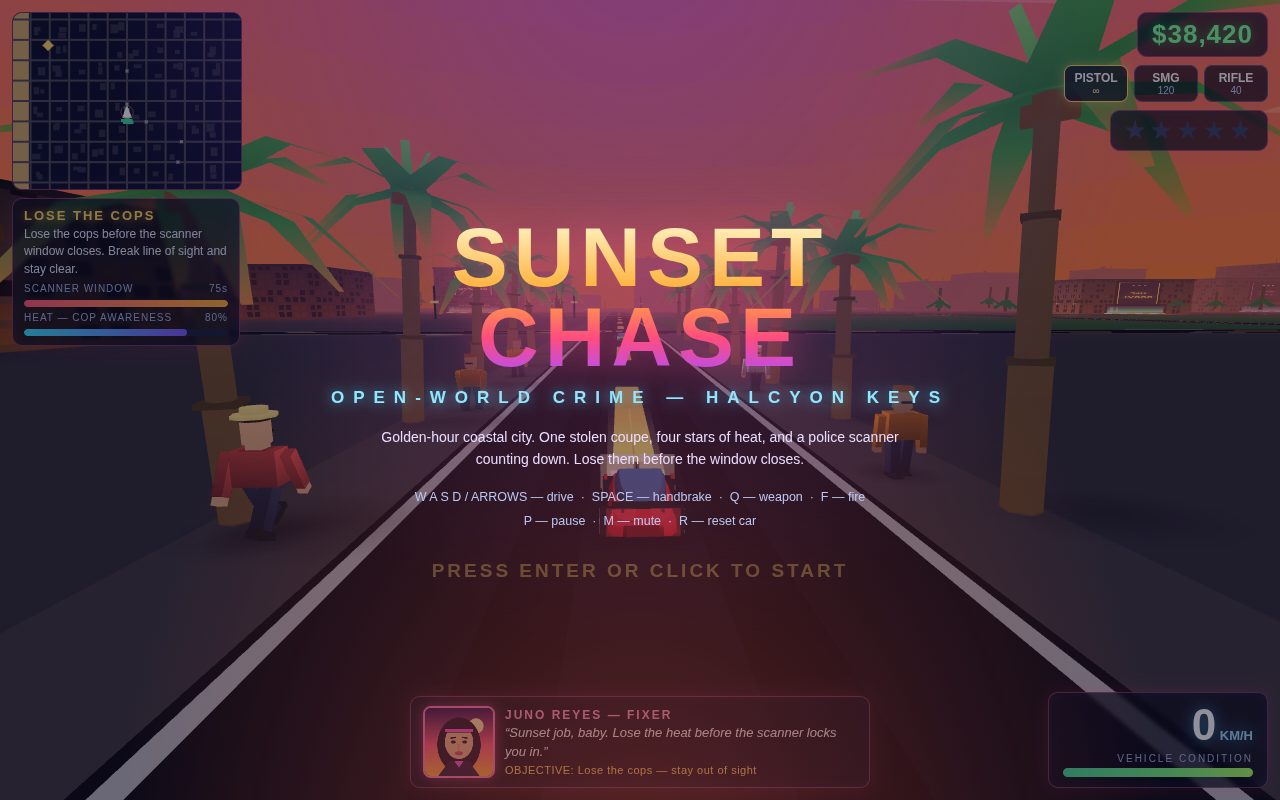 $38,420
PISTOL
∞
SMG
120
RIFLE
40
LOSE THE COPS
Lose the cops before the scanner
window closes. Break line of sight and
stay clear.
SCANNER WINDOW 75s
HEAT — COP AWARENESS 80%
SUNSET
CHASE
OPEN-WORLD CRIME — HALCYON KEYS
Golden-hour coastal city. One stolen coupe, four stars of heat, and a police scanner
counting down. Lose them before the window closes.
W A S D / ARROWS — drive · SPACE — handbrake · Q — weapon · F — fire
P — pause · M — mute · R — reset car
PRESS ENTER OR CLICK TO START
JUNO REYES — FIXER
“Sunset job, baby. Lose the heat before the scanner locks
you in.”
OBJECTIVE: Lose the cops — stay out of sight
0 KM/H
VEHICLE CONDITION